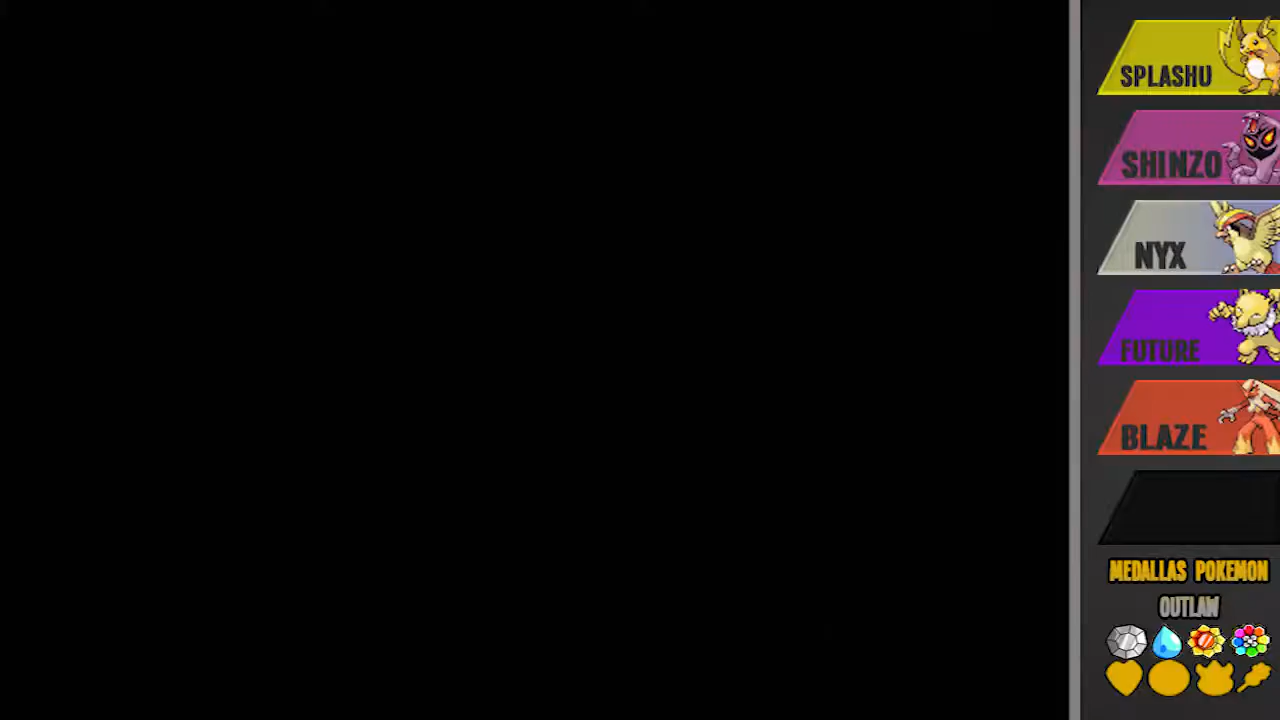 SPLASHU
SHINZO
NYX
FUTURE
BLAZE
MEDALLAS POKEMON
OUTLAW